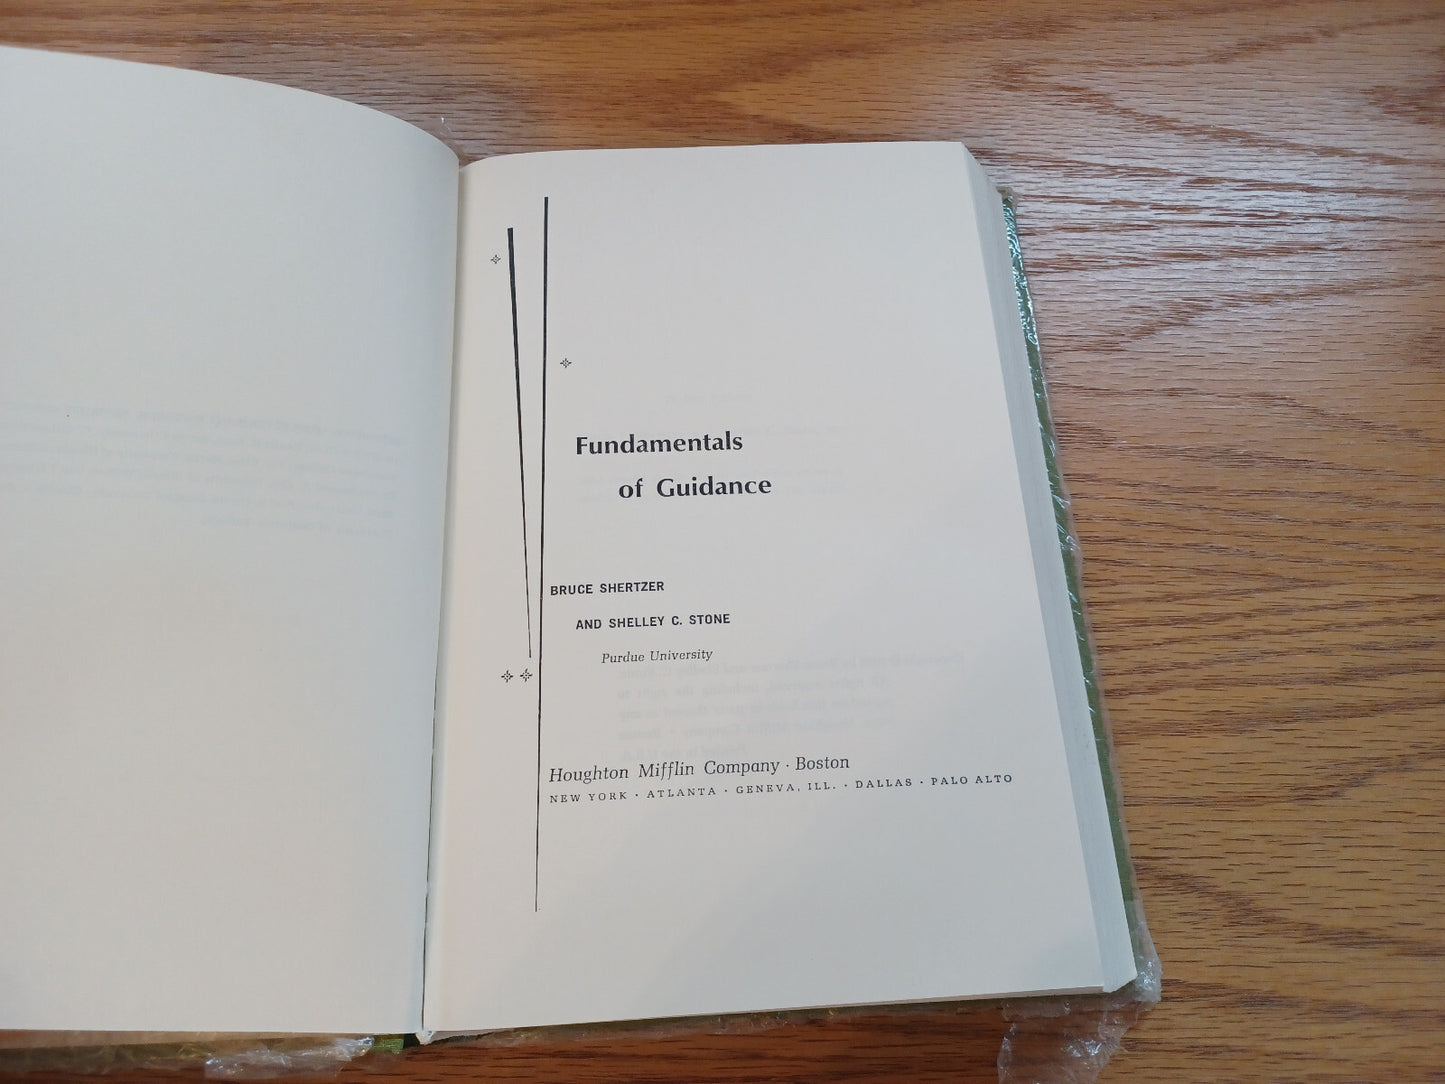 Fundamentals
of Guidance
BRUCE SHERTZER
AND SHELLEY C. STONE
Purdue University
Houghton Mifflin Company · Boston
NEW YORK · ATLANTA · GENEVA, ILL. · DALLAS · PALO ALTO